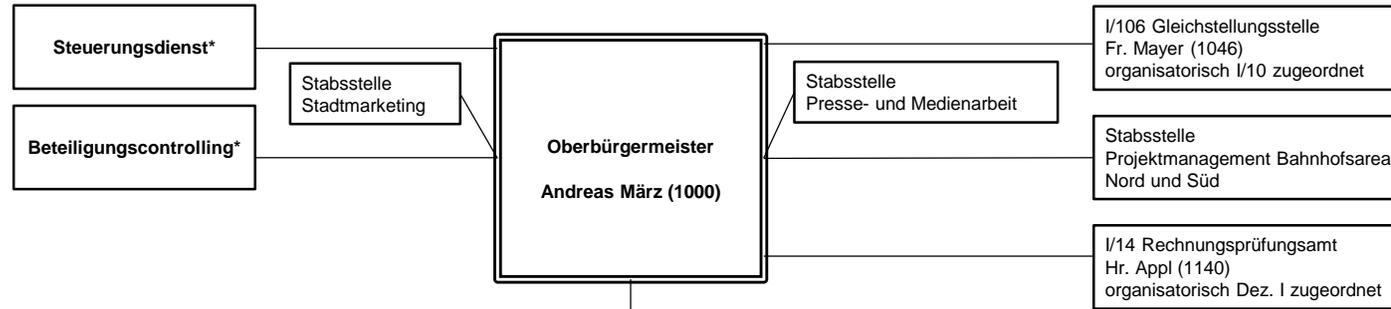 Steuerungsdienst*
Beteiligungscontrolling*
Stabsstelle
Stadtmarketing
Oberbürgermeister
Andreas März (1000)
Stabsstelle
Presse- und Medienarbeit
I/106 Gleichstellungsstelle
Fr. Mayer (1046)
organisatorisch I/10 zugeordnet
Stabsstelle
Projektmanagement Bahnhofsarea
Nord und Süd
I/14 Rechnungsprüfungsamt
Hr. Appl (1140)
organisatorisch Dez. I zugeordnet